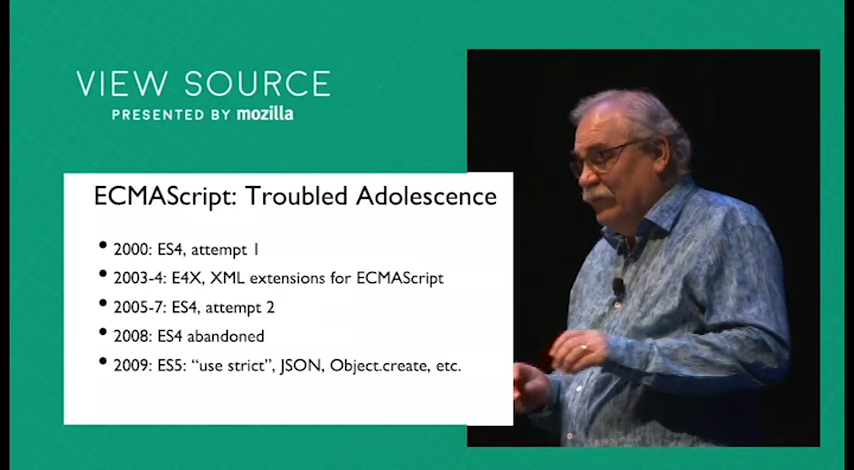 VIEW SOURCE
PRESENTED BY mozilla
ECMAScript: Troubled Adolescence
• 2000: ES4, attempt 1
• 2003-4: E4X, XML extensions for ECMAScript
• 2005-7: ES4, attempt 2
• 2008: ES4 abandoned
• 2009: ES5: “use strict”, JSON, Object.create, etc.